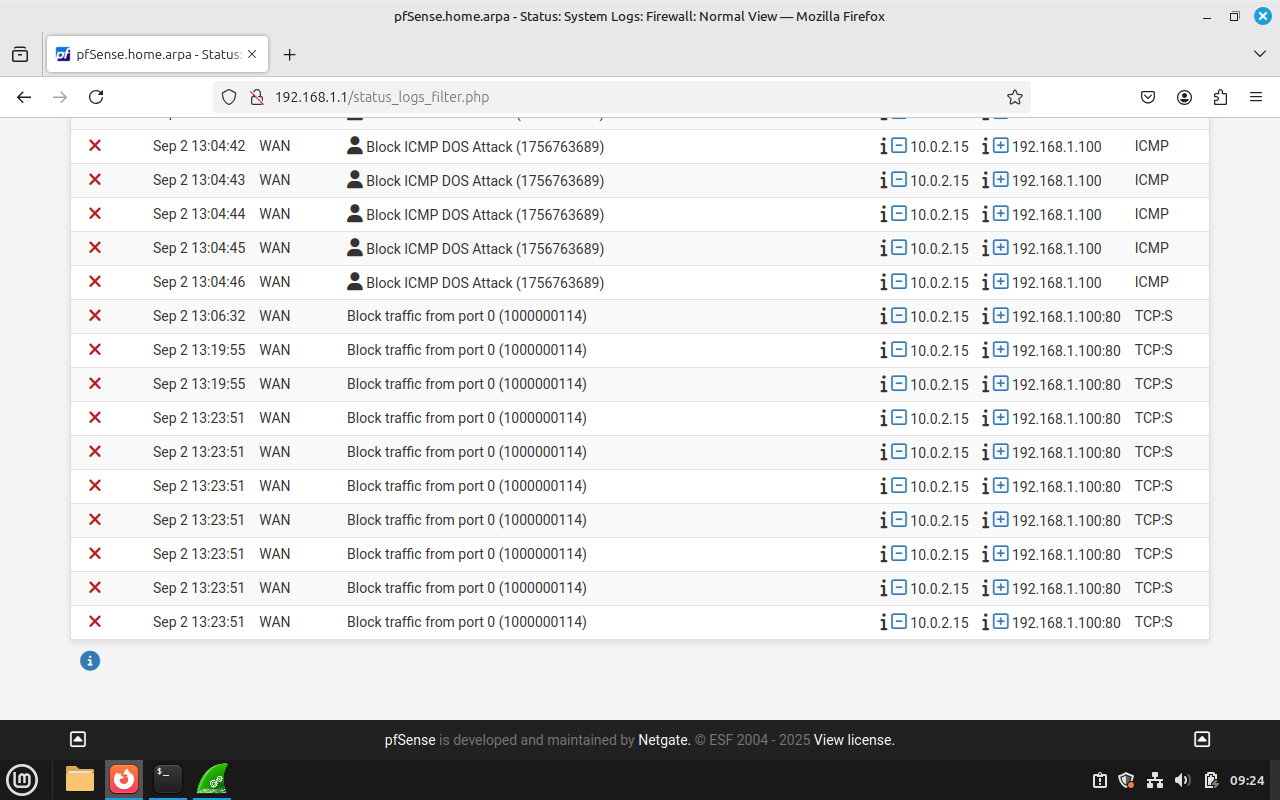 pfSense.home.arpa - Status: System Logs: Firewall: Normal View — Mozilla Firefox
pfSense.home.arpa - Status:
192.168.1.1/status_logs_filter.php
Sep 2 13:04:42 WAN Block ICMP DOS Attack (1756763689) 10.0.2.15 192.168.1.100 ICMP
Sep 2 13:04:43 WAN Block ICMP DOS Attack (1756763689) 10.0.2.15 192.168.1.100 ICMP
Sep 2 13:04:44 WAN Block ICMP DOS Attack (1756763689) 10.0.2.15 192.168.1.100 ICMP
Sep 2 13:04:45 WAN Block ICMP DOS Attack (1756763689) 10.0.2.15 192.168.1.100 ICMP
Sep 2 13:04:46 WAN Block ICMP DOS Attack (1756763689) 10.0.2.15 192.168.1.100 ICMP
Sep 2 13:06:32 WAN Block traffic from port 0 (1000000114) 10.0.2.15 192.168.1.100:80 TCP:S
Sep 2 13:19:55 WAN Block traffic from port 0 (1000000114) 10.0.2.15 192.168.1.100:80 TCP:S
Sep 2 13:19:55 WAN Block traffic from port 0 (1000000114) 10.0.2.15 192.168.1.100:80 TCP:S
Sep 2 13:23:51 WAN Block traffic from port 0 (1000000114) 10.0.2.15 192.168.1.100:80 TCP:S
Sep 2 13:23:51 WAN Block traffic from port 0 (1000000114) 10.0.2.15 192.168.1.100:80 TCP:S
Sep 2 13:23:51 WAN Block traffic from port 0 (1000000114) 10.0.2.15 192.168.1.100:80 TCP:S
Sep 2 13:23:51 WAN Block traffic from port 0 (1000000114) 10.0.2.15 192.168.1.100:80 TCP:S
Sep 2 13:23:51 WAN Block traffic from port 0 (1000000114) 10.0.2.15 192.168.1.100:80 TCP:S
Sep 2 13:23:51 WAN Block traffic from port 0 (1000000114) 10.0.2.15 192.168.1.100:80 TCP:S
Sep 2 13:23:51 WAN Block traffic from port 0 (1000000114) 10.0.2.15 192.168.1.100:80 TCP:S
pfSense is developed and maintained by Netgate. © ESF 2004 - 2025 View license.
09:24